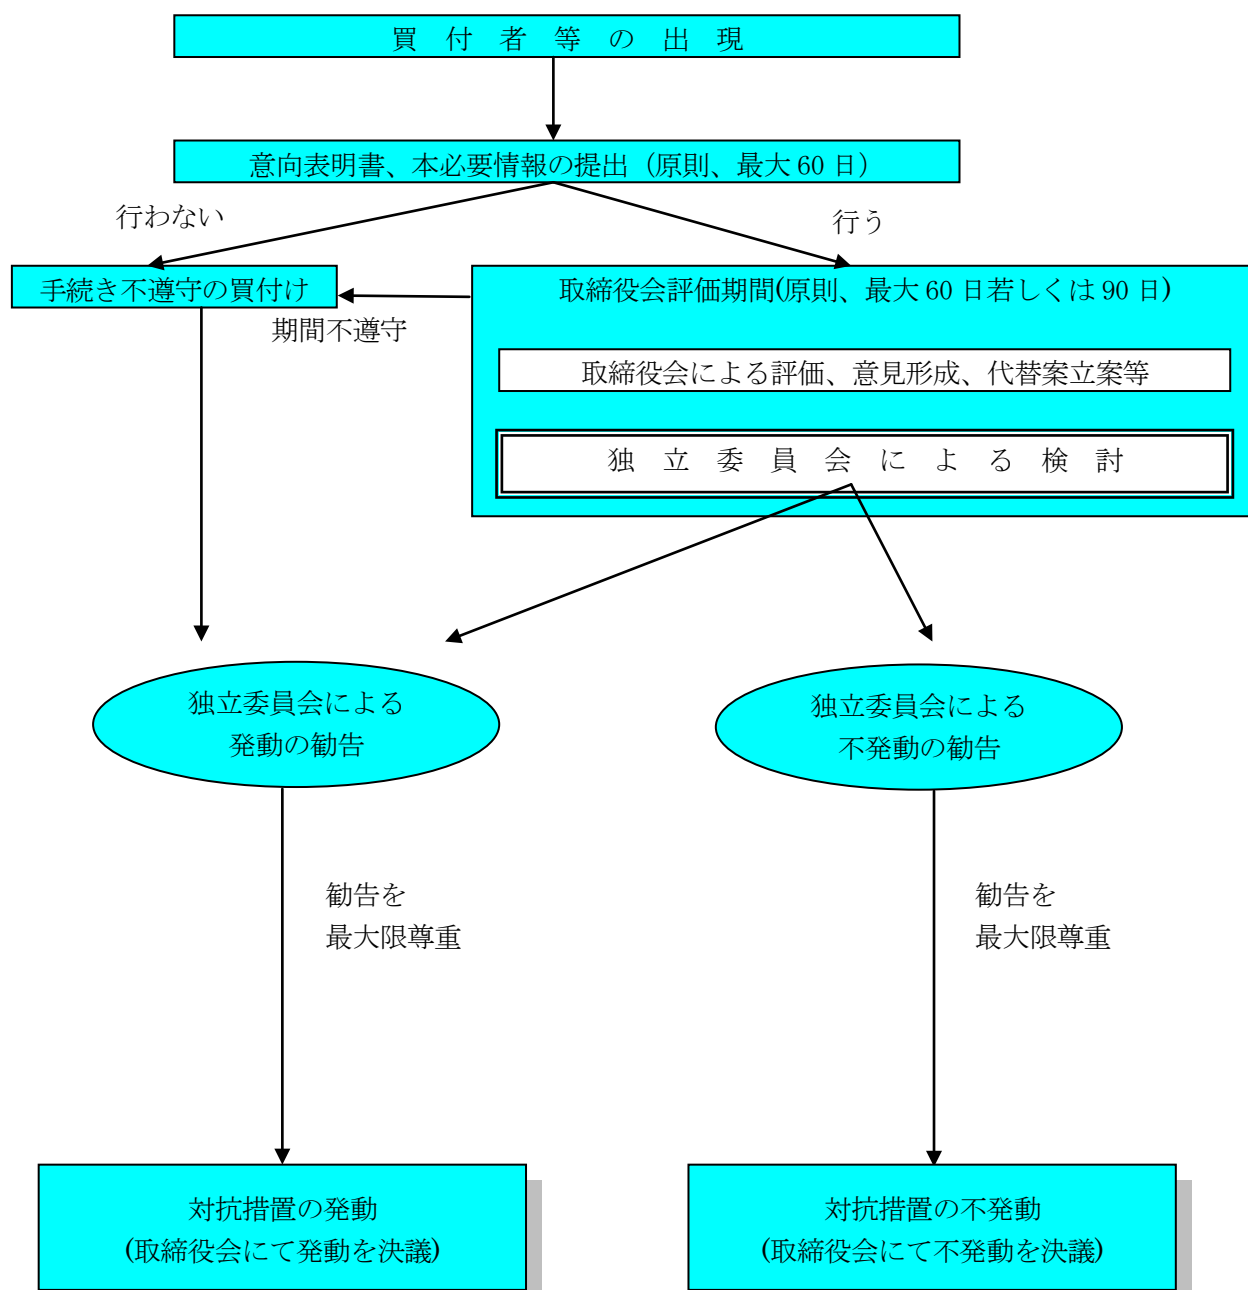 買付者等の出現
意向表明書、本必要情報の提出（原則、最大 60 日）
行わない
行う
手続き不遵守の買付け
取締役会評価期間(原則、最大 60 日若しくは 90 日)
期間不遵守
取締役会による評価、意見形成、代替案立案等
独立委員会による検討
独立委員会による
発動の勧告
独立委員会による
不発動の勧告
勧告を
最大限尊重
勧告を
最大限尊重
対抗措置の発動
(取締役会にて発動を決議)
対抗措置の不発動
(取締役会にて不発動を決議)